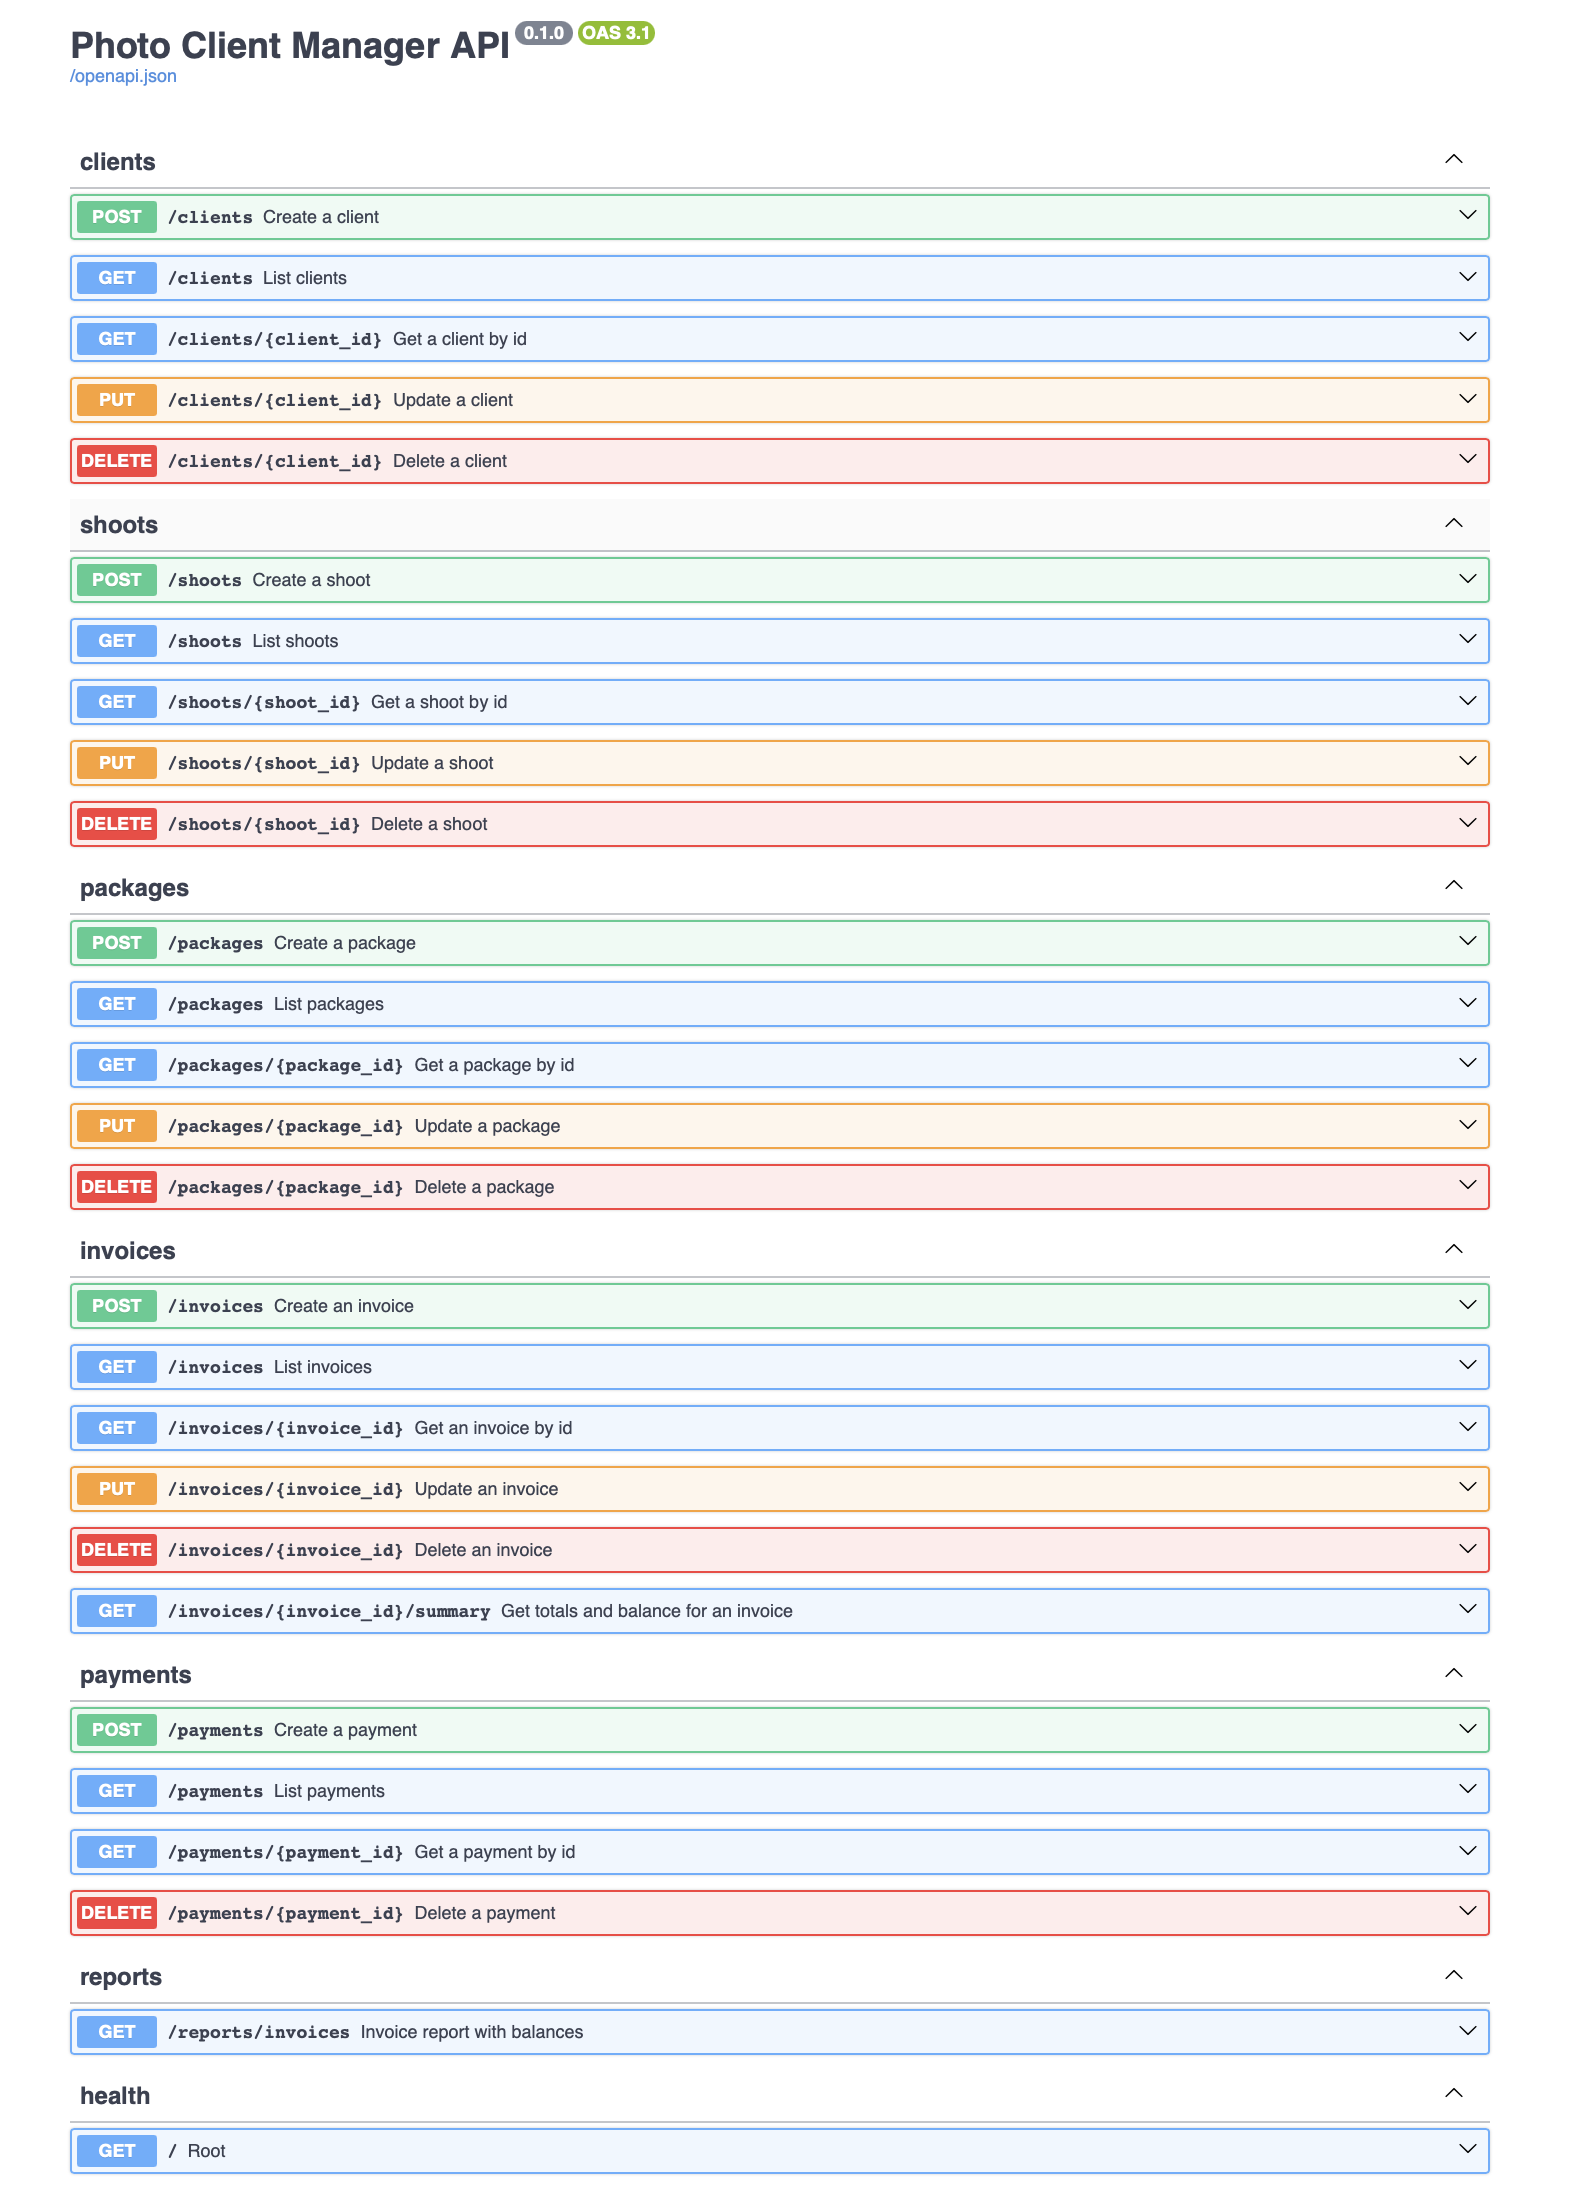 Photo Client Manager API 0.1.0 OAS 3.1
/openapi.json
clients
POST /clients Create a client
GET /clients List clients
GET /clients/{client_id} Get a client by id
PUT /clients/{client_id} Update a client
DELETE /clients/{client_id} Delete a client
shoots
POST /shoots Create a shoot
GET /shoots List shoots
GET /shoots/{shoot_id} Get a shoot by id
PUT /shoots/{shoot_id} Update a shoot
DELETE /shoots/{shoot_id} Delete a shoot
packages
POST /packages Create a package
GET /packages List packages
GET /packages/{package_id} Get a package by id
PUT /packages/{package_id} Update a package
DELETE /packages/{package_id} Delete a package
invoices
POST /invoices Create an invoice
GET /invoices List invoices
GET /invoices/{invoice_id} Get an invoice by id
PUT /invoices/{invoice_id} Update an invoice
DELETE /invoices/{invoice_id} Delete an invoice
GET /invoices/{invoice_id}/summary Get totals and balance for an invoice
payments
POST /payments Create a payment
GET /payments List payments
GET /payments/{payment_id} Get a payment by id
DELETE /payments/{payment_id} Delete a payment
reports
GET /reports/invoices Invoice report with balances
health
GET / Root